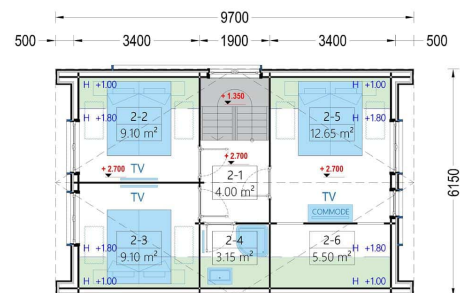 9700
500 3400 1900 3400 500
H +1.00 H +1.00
+ 1.350
H +1.80 2-2 2-5 H +1.80
9.10 m² 12.65 m²
+ 2.700 TV + 2.700 + 2.700
2-1
4.00 m²
TV TV
COMMODE
6150
2-3 2-4 2-6
H +1.80 9.10 m² 3.15 m² 5.50 m² H +1.80
H +1.00 H +1.00